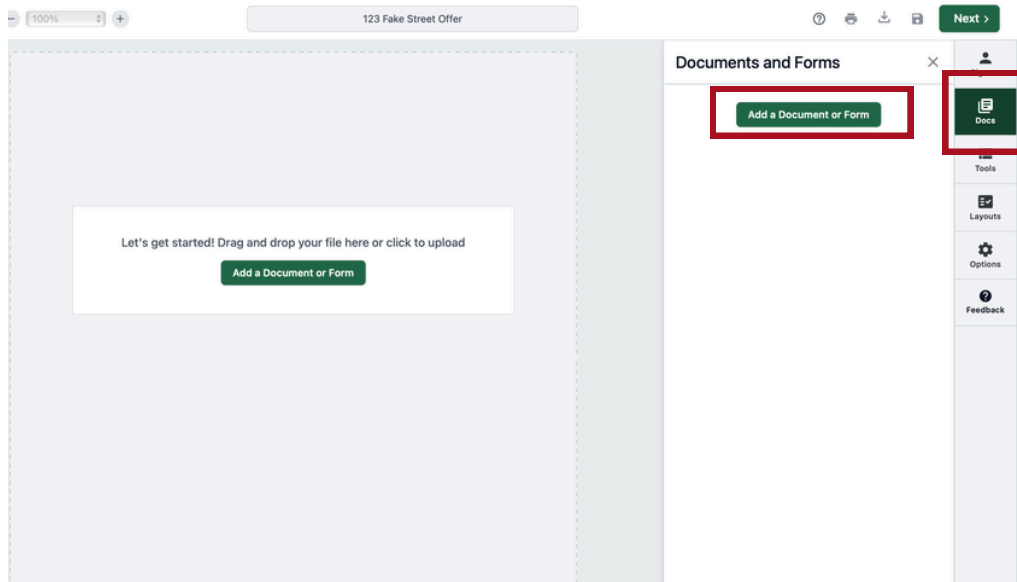 100%
123 Fake Street Offer
Next >
Documents and Forms
Add a Document or Form
Docs
Tools
Let's get started! Drag and drop your file here or click to upload
Add a Document or Form
Layouts
Options
Feedback